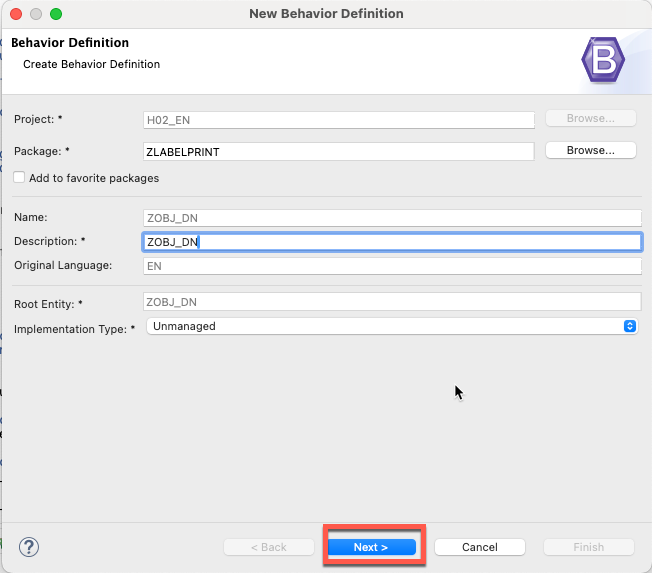 New Behavior Definition
Behavior Definition
Create Behavior Definition
B
Project: * H02_EN Browse...
Package: * ZLABELPRINT Browse...
Add to favorite packages
Name: ZOBJ_DN
Description: * ZOBJ_DN
Original Language: EN
Root Entity: * ZOBJ_DN
Implementation Type: * Unmanaged
? < Back Next > Cancel Finish